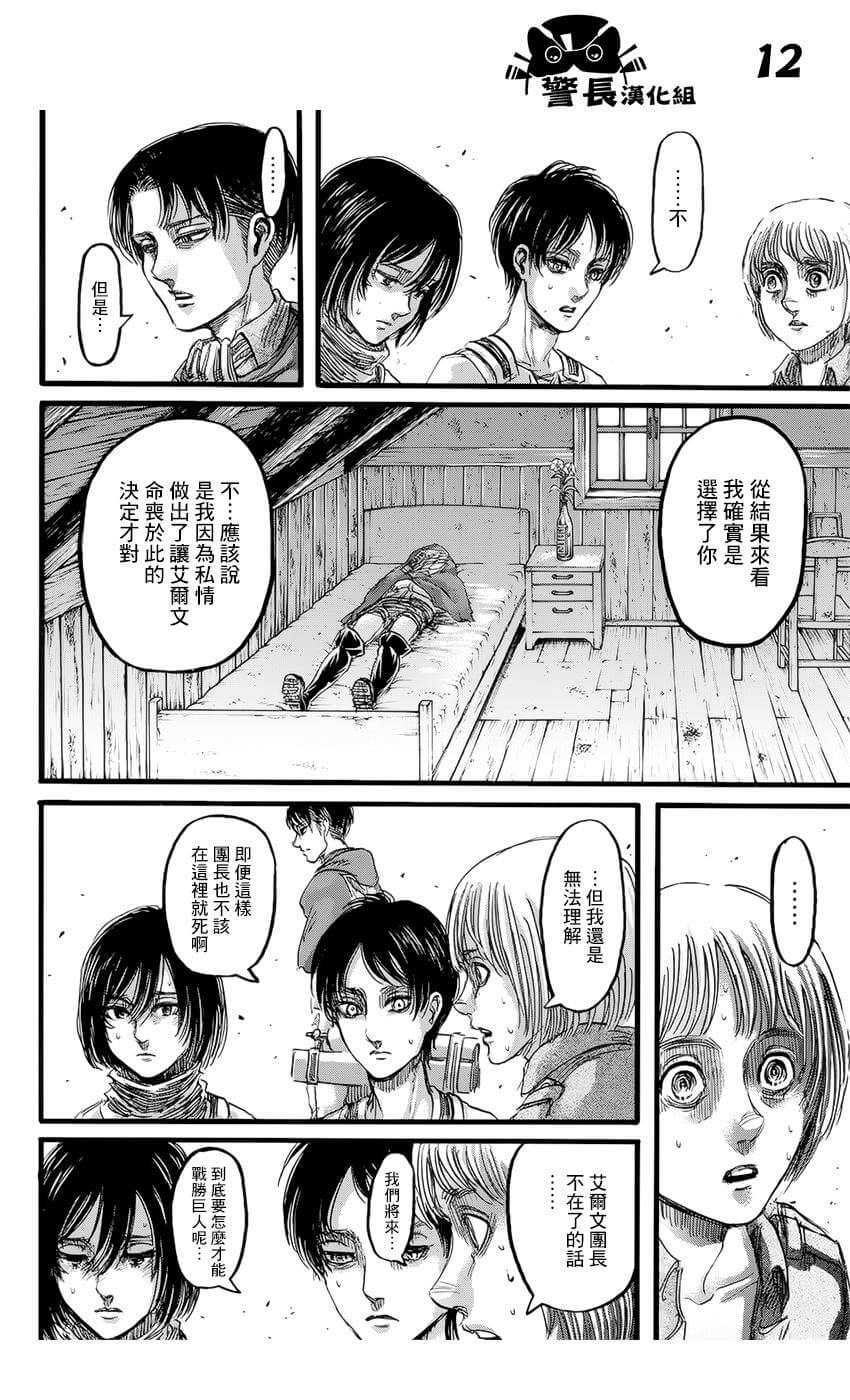 警長漢化組
12
……不
……
但是…
從結果來看
我確實是
選擇了你
不…應該說
是我因為私情
做出了讓艾爾文
命喪於此的
決定才對
……
…但我還是
無法理解
即便這樣
團長也不該
在這裡就死啊
艾爾文團長
不在了的話
……
我們將來…
到底要怎麼才能
戰勝巨人呢…